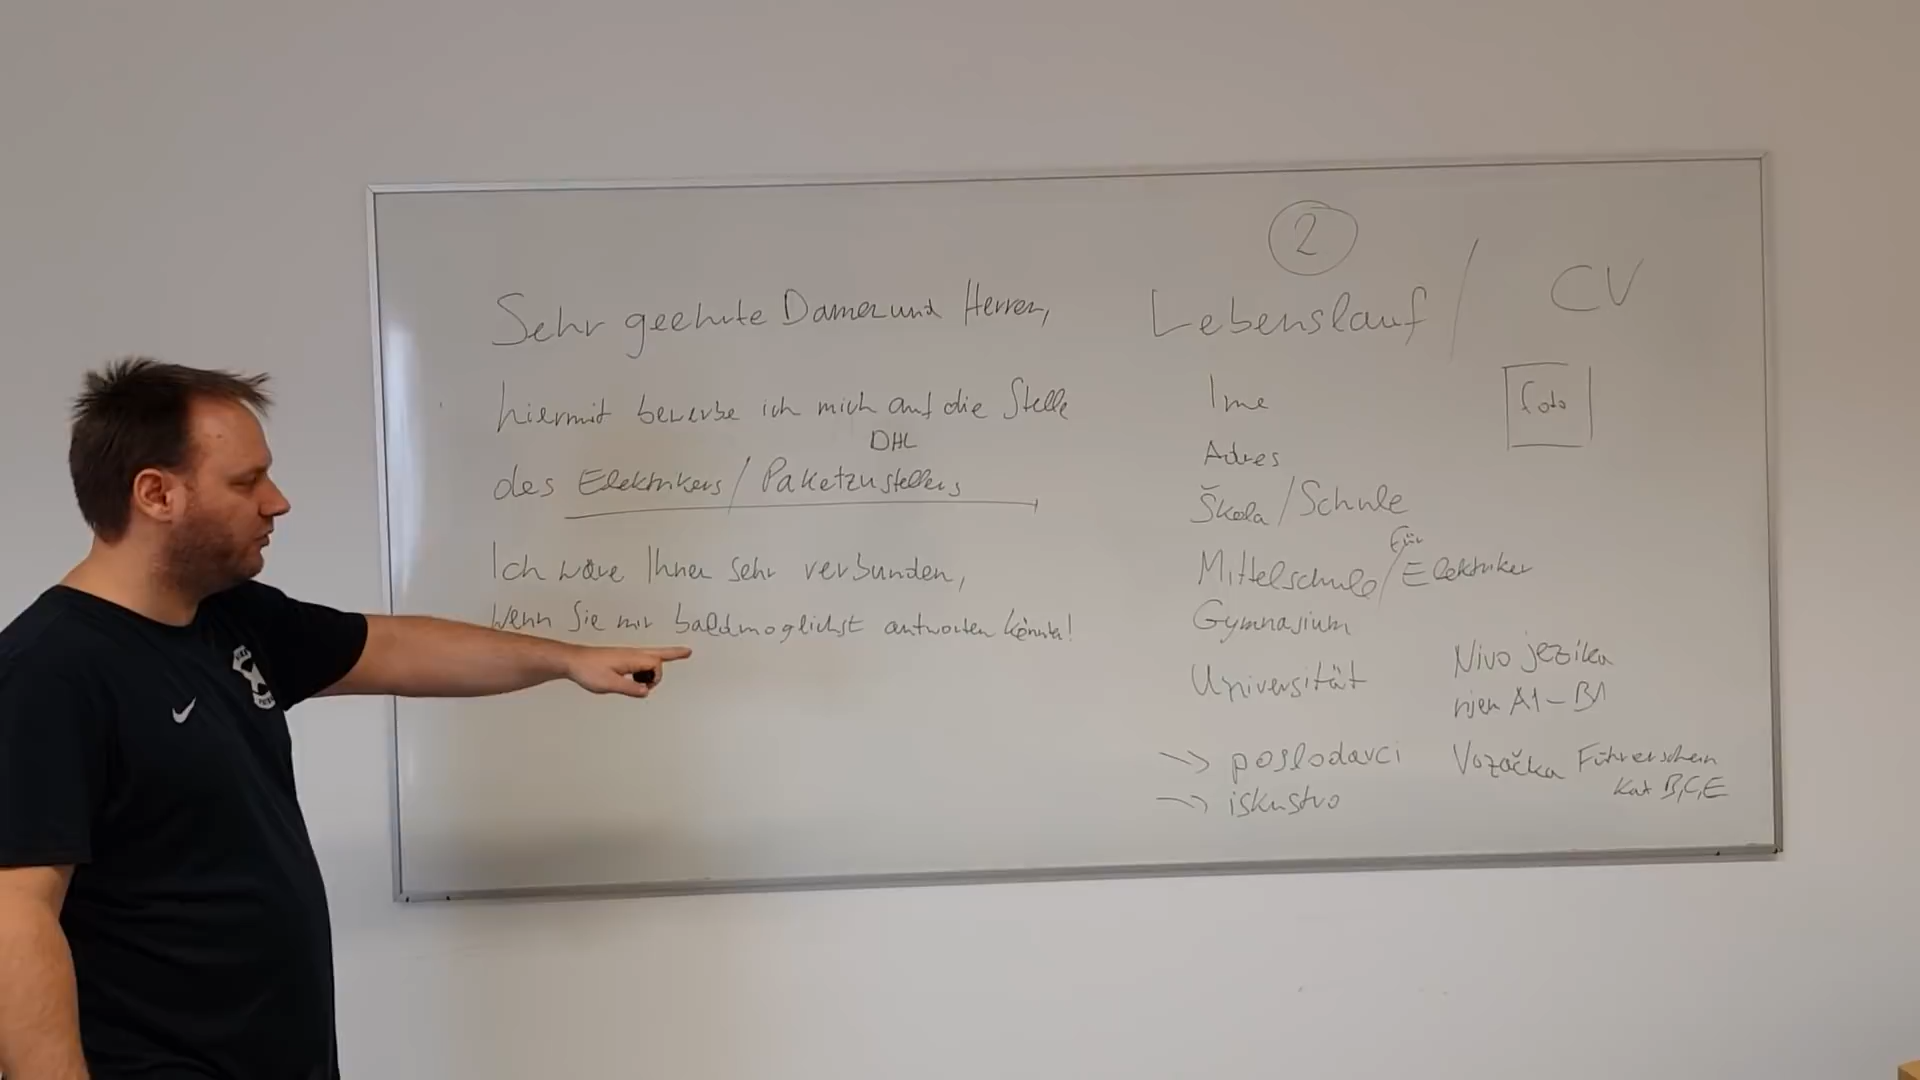 Sehr geehrte Damen und Herren,
hiermit bewerbe ich mich auf die Stelle
DHL
des Elektrikers / Paketzustellers
Ich wäre Ihnen sehr verbunden,
wenn Sie mir baldmöglichst antworten könnten!
2
Lebenslauf / CV
Ime
foto
Adres
Škola / Schule
für
Mittelschule / Elektriker
Gymnasium
Universität
Nivo jezika
njem A1 - B1
→ poslodavci
→ iskustvo
Vozačka Führerschein
Kat B, C, E